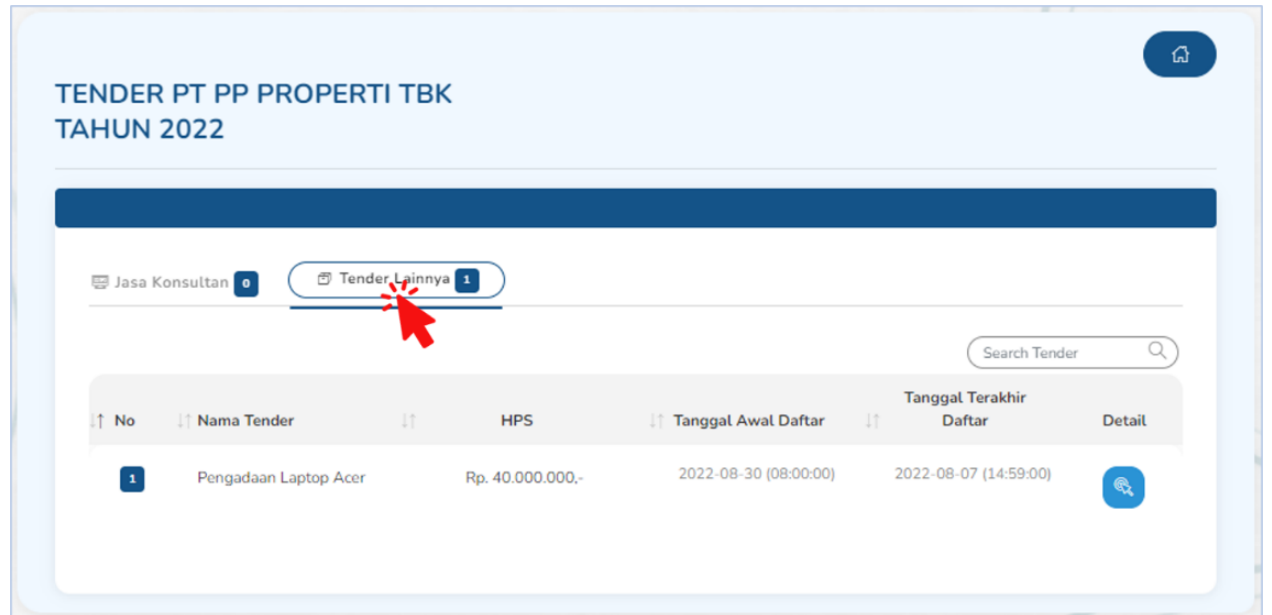 TENDER PT PP PROPERTI TBK
TAHUN 2022
Jasa Konsultan 0 Tender Lainnya 1
Search Tender
No Nama Tender HPS Tanggal Awal Daftar Tanggal Terakhir Daftar Detail
1 Pengadaan Laptop Acer Rp. 40.000.000,- 2022-08-30 (08:00:00) 2022-08-07 (14:59:00)